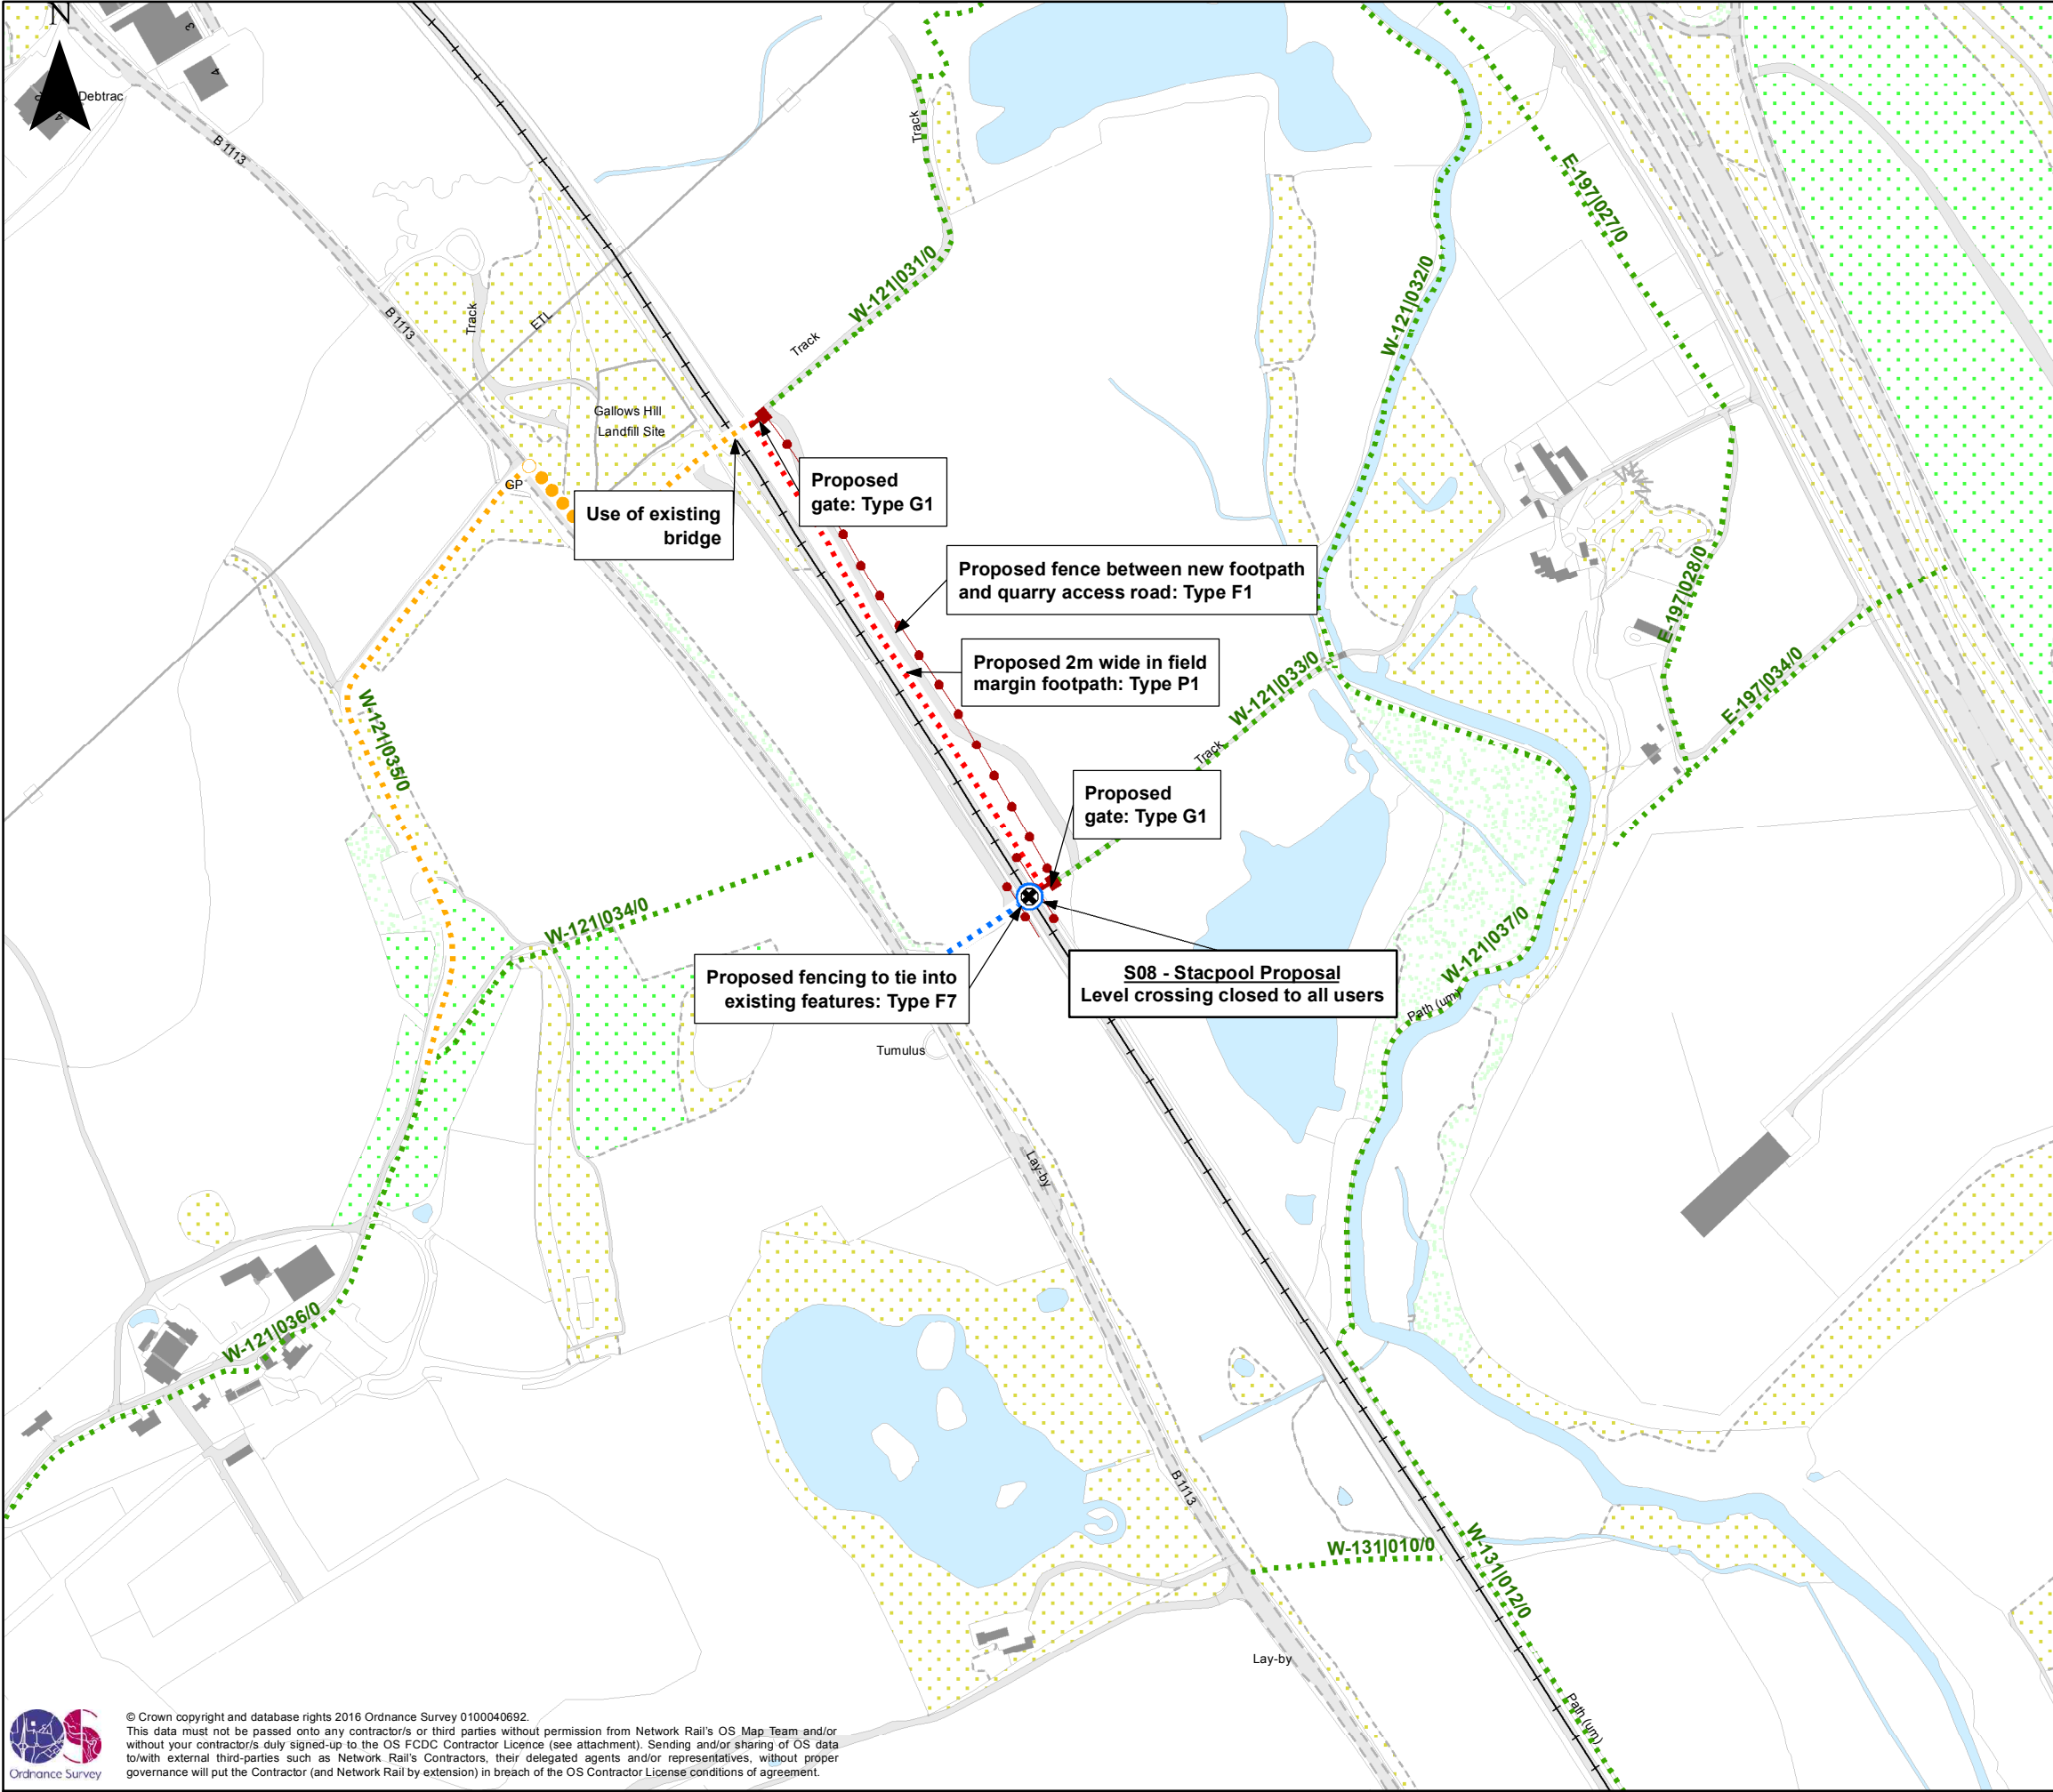 N
3
4
Debtrac
4
B 1113
Track
E-197|027/0
W-121|031/0
W-121|032/0
B 1113
Track
ETL
Track
Gallows Hill
Landfill Site
GP
Use of existing
bridge
Proposed
gate: Type G1
Proposed fence between new footpath
and quarry access road: Type F1
E-197|028/0
Proposed 2m wide in field
margin footpath: Type P1
W-121|033/0
Track
E-197|034/0
W-121|035/0
Proposed
gate: Type G1
W-121|034/0
W-121|037/0
Path (um)
Proposed fencing to tie into
existing features: Type F7
S08 - Stacpool Proposal
Level crossing closed to all users
Tumulus
Lay-by
W-121|036/0
B1113
W-131|010/0
W-131|012/0
Lay-by
Path (um)
Ordnance Survey
© Crown copyright and database rights 2016 Ordnance Survey 0100040692.
This data must not be passed onto any contractor/s or third parties without permission from Network Rail's OS Map Team and/or
without your contractor/s duly signed-up to the OS FCDC Contractor Licence (see attachment). Sending and/or sharing of OS data
to/with external third-parties such as Network Rail's Contractors, their delegated agents and/or representatives, without proper
governance will put the Contractor (and Network Rail by extension) in breach of the OS Contractor License conditions of agreement.